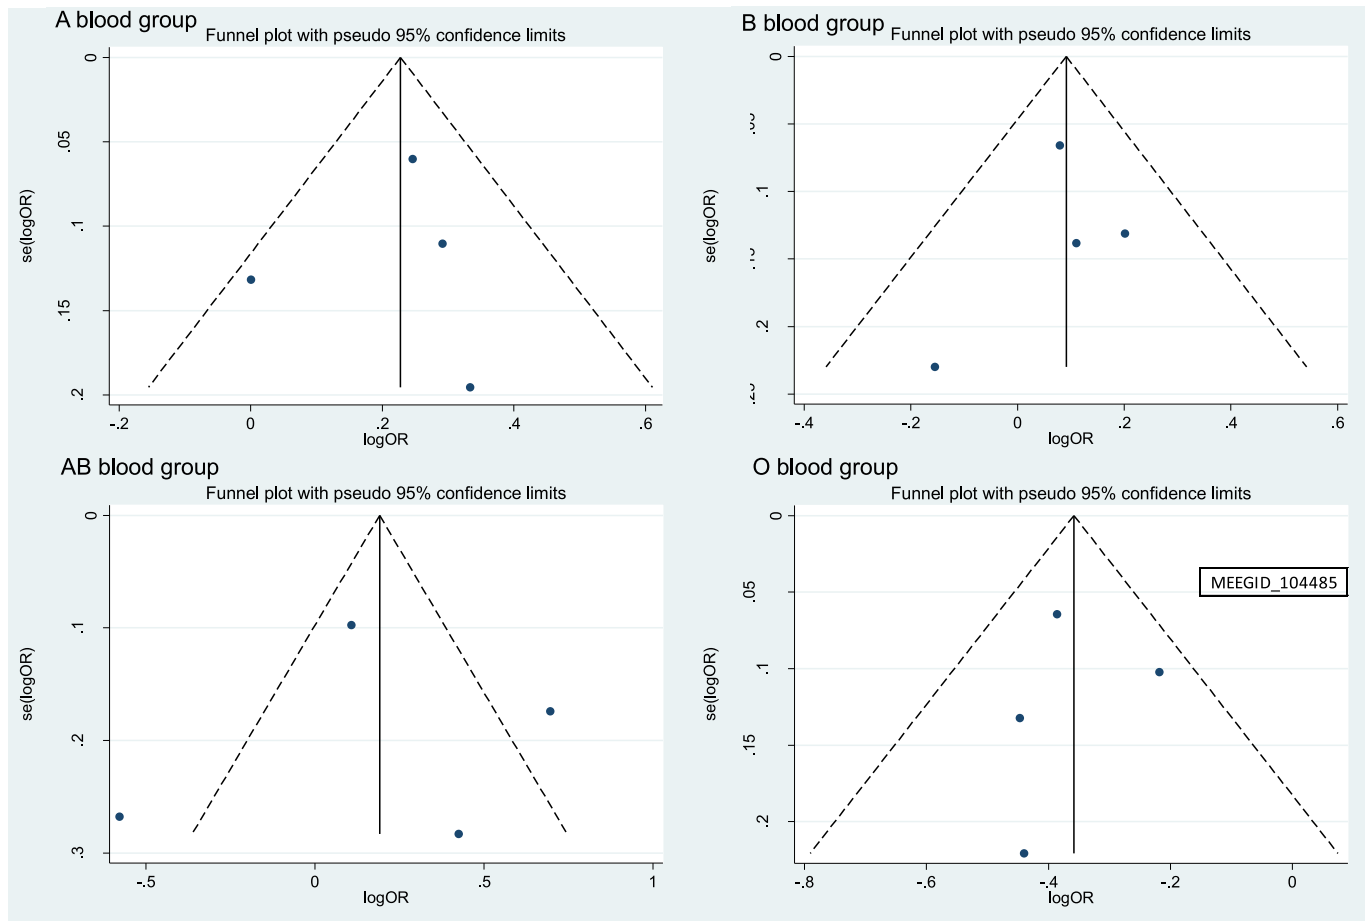 A blood group
Funnel plot with pseudo 95% confidence limits
0
.05
.1
.15
.2
se(logOR)
-.2
0
.2
.4
.6
logOR
B blood group
Funnel plot with pseudo 95% confidence limits
0
.1
.2
se(logOR)
-.4
-.2
0
.2
.4
.6
logOR
AB blood group
Funnel plot with pseudo 95% confidence limits
0
.1
.2
.3
se(logOR)
-.5
0
.5
1
logOR
O blood group
Funnel plot with pseudo 95% confidence limits
MEEGID_104485
0
.05
.1
.15
.2
se(logOR)
-.8
-.6
-.4
-.2
0
logOR